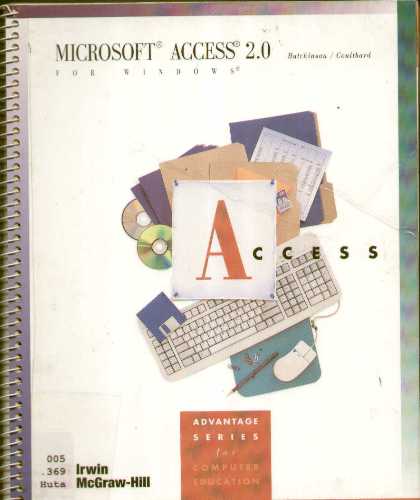 MICROSOFT® ACCESS® 2.0
Hutchinson / Coulthard
FOR WINDOWS®
ACCESS
ADVANTAGE
SERIES
for
COMPUTER
EDUCATION
005
.369
Huta
Irwin
McGraw-Hill